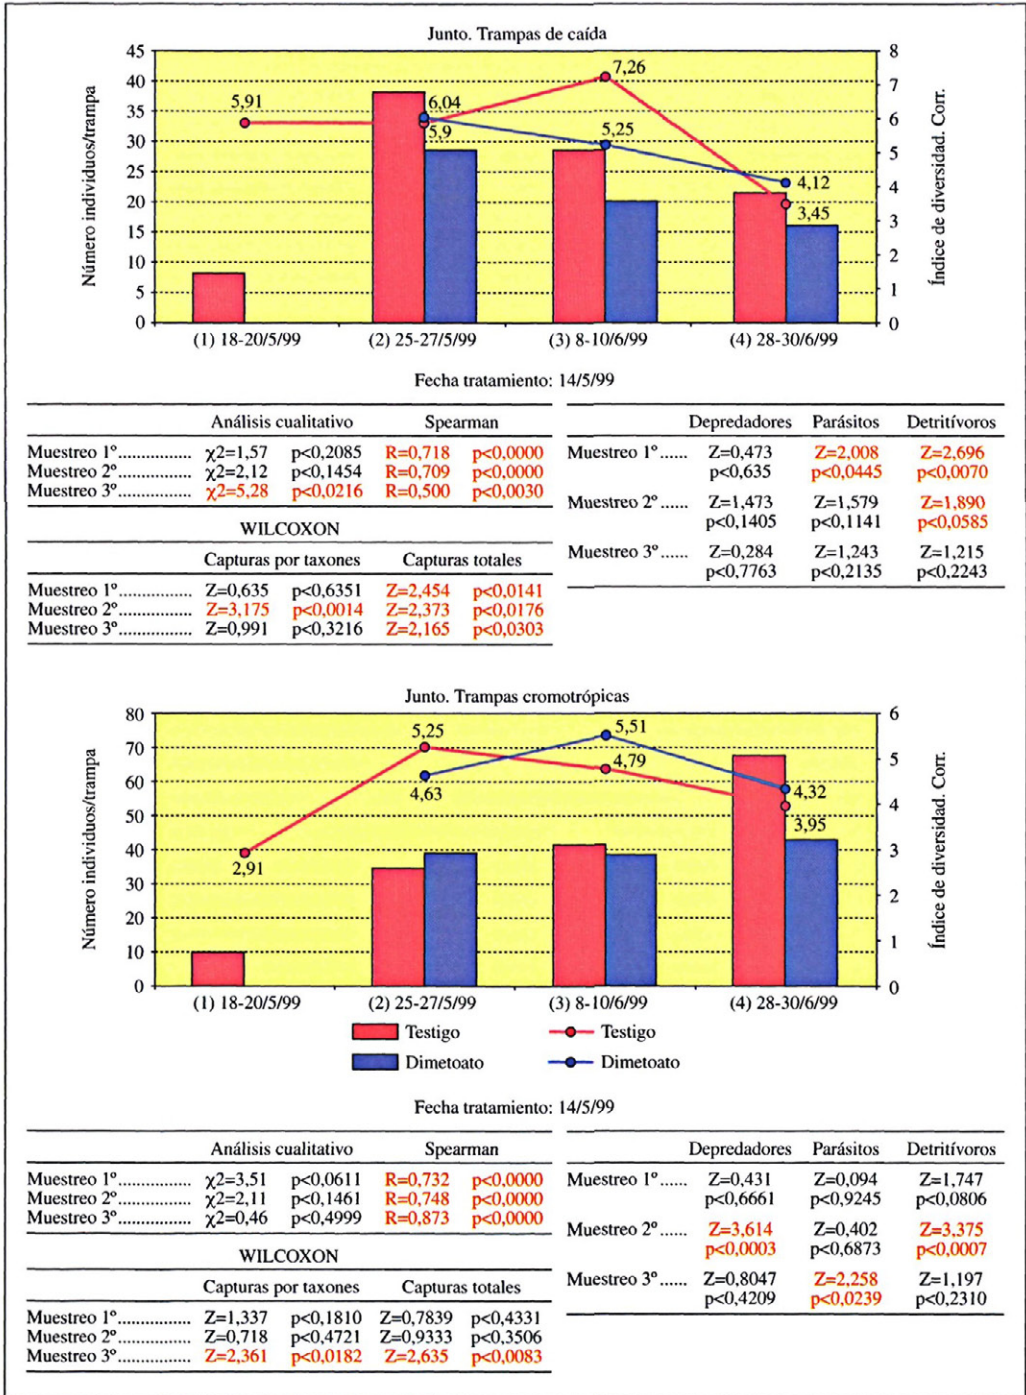 Junto. Trampas de caída
Número individuos/trampa
45
40
35
30
25
20
15
10
5
0
5,91
6,04
5,9
7,26
5,25
4,12
3,45
8
7
6
5
4
3
2
1
0
Índice de diversidad. Corr.
(1) 18-20/5/99 (2) 25-27/5/99 (3) 8-10/6/99 (4) 28-30/6/99
Fecha tratamiento: 14/5/99
Análisis cualitativo Spearman
Muestreo 1º................ χ2=1,57 p<0,2085 R=0,718 p<0,0000
Muestreo 2º................ χ2=2,12 p<0,1454 R=0,709 p<0,0000
Muestreo 3º................ χ2=5,28 p<0,0216 R=0,500 p<0,0030
WILCOXON
Capturas por taxones Capturas totales
Muestreo 1º................ Z=0,635 p<0,6351 Z=2,454 p<0,0141
Muestreo 2º................ Z=3,175 p<0,0014 Z=2,373 p<0,0176
Muestreo 3º................ Z=0,991 p<0,3216 Z=2,165 p<0,0303
Depredadores Parásitos Detritívoros
Muestreo 1º...... Z=0,473 Z=2,008 Z=2,696
p<0,635 p<0,0445 p<0,0070
Muestreo 2º...... Z=1,473 Z=1,579 Z=1,890
p<0,1405 p<0,1141 p<0,0585
Muestreo 3º...... Z=0,284 Z=1,243 Z=1,215
p<0,7763 p<0,2135 p<0,2243
Junto. Trampas cromotrópicas
Número individuos/trampa
80
70
60
50
40
30
20
10
0
2,91
5,25
4,63
5,51
4,79
4,32
3,95
6
5
4
3
2
1
0
Índice de diversidad. Corr.
(1) 18-20/5/99 (2) 25-27/5/99 (3) 8-10/6/99 (4) 28-30/6/99
Testigo Testigo
Dimetoato Dimetoato
Fecha tratamiento: 14/5/99
Análisis cualitativo Spearman
Muestreo 1º................ χ2=3,51 p<0,0611 R=0,732 p<0,0000
Muestreo 2º................ χ2=2,11 p<0,1461 R=0,748 p<0,0000
Muestreo 3º................ χ2=0,46 p<0,4999 R=0,873 p<0,0000
WILCOXON
Capturas por taxones Capturas totales
Muestreo 1º................ Z=1,337 p<0,1810 Z=0,7839 p<0,4331
Muestreo 2º................ Z=0,718 p<0,4721 Z=0,9333 p<0,3506
Muestreo 3º................ Z=2,361 p<0,0182 Z=2,635 p<0,0083
Depredadores Parásitos Detritívoros
Muestreo 1º...... Z=0,431 Z=0,094 Z=1,747
p<0,6661 p<0,9245 p<0,0806
Muestreo 2º...... Z=3,614 Z=0,402 Z=3,375
p<0,0003 p<0,6873 p<0,0007
Muestreo 3º...... Z=0,8047 Z=2,258 Z=1,197
p<0,4209 p<0,0239 p<0,2310